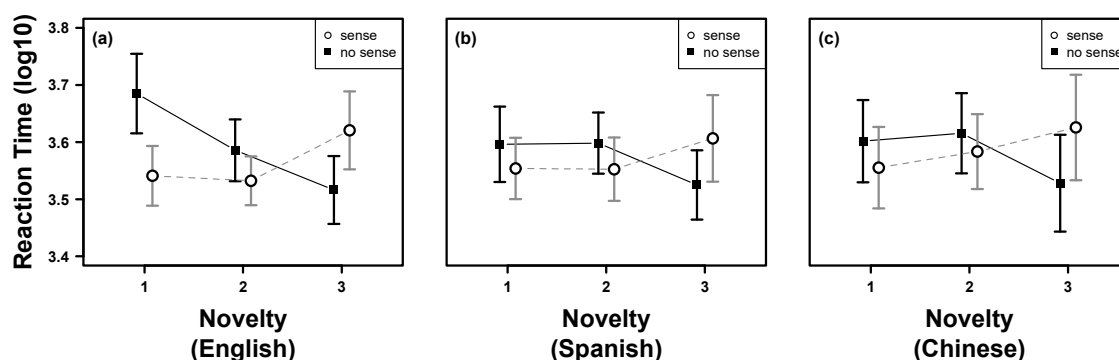 Reaction Time (log10)
3.8
3.7
3.6
3.5
3.4
(a)
sense
no sense
1 2 3
Novelty
(English)
(b)
sense
no sense
1 2 3
Novelty
(Spanish)
(c)
sense
no sense
1 2 3
Novelty
(Chinese)